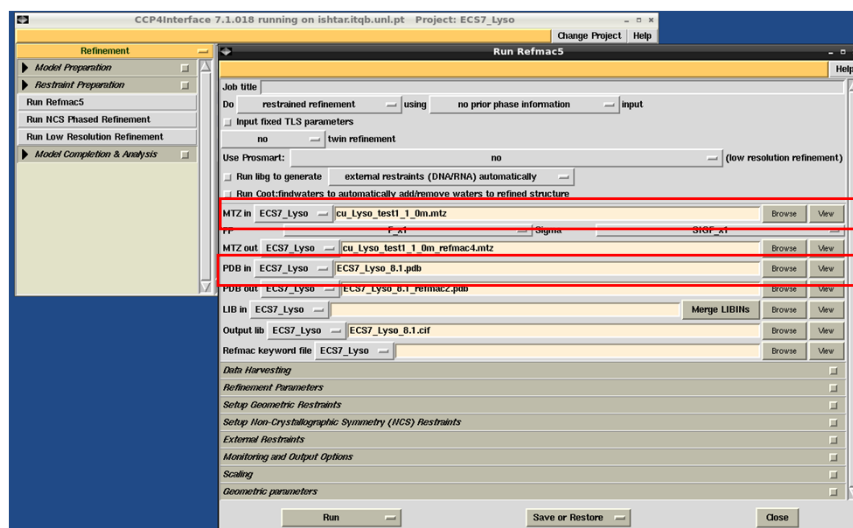 CCP4Interface 7.1.018 running on ishtar.itqb.unl.pt Project: ECS7_Lyso
Change Project Help
Refinement
Model Preparation
Restraint Preparation
Run Refmac5
Run NCS Phased Refinement
Run Low Resolution Refinement
Model Completion & Analysis
Run Refmac5
Help
Job title
Do restrained refinement using no prior phase information input
Input fixed TLS parameters
no twin refinement
Use Prosmart: no (low resolution refinement)
Run libg to generate external restraints (DNA/RNA) automatically
Run Coot:findwaters to automatically add/remove waters to refined structure
MTZ in ECS7_Lyso cu_Lyso_test1_1_0m.mtz Browse View
FP F_x1 Sigma SIGF_x1
MTZ out ECS7_Lyso cu_Lyso_test1_1_0m_refmac4.mtz Browse View
PDB in ECS7_Lyso ECS7_Lyso_8.1.pdb Browse View
PDB out ECS7_Lyso ECS7_Lyso_8.1_refmac2.pdb Browse View
LIB in ECS7_Lyso Merge LIBINs Browse View
Output lib ECS7_Lyso ECS7_Lyso_8.1.cif Browse View
Refmac keyword file ECS7_Lyso Browse View
Data Harvesting
Refinement Parameters
Setup Geometric Restraints
Setup Non-Crystallographic Symmetry (NCS) Restraints
External Restraints
Monitoring and Output Options
Scaling
Geometric parameters
Run Save or Restore Close